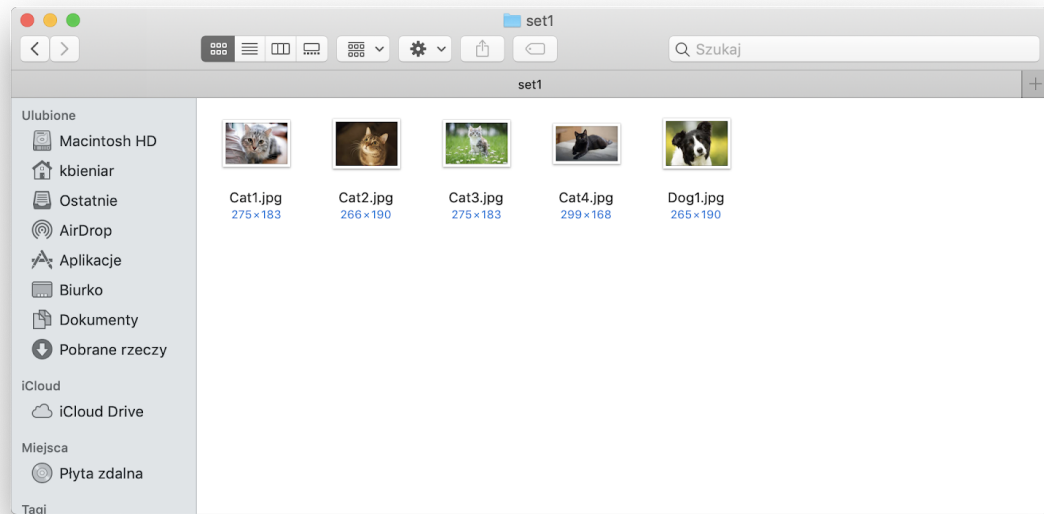 set1
Szukaj
set1
Ulubione
Macintosh HD
kbieniar
Ostatnie
AirDrop
Aplikacje
Biurko
Dokumenty
Pobrane rzeczy
iCloud
iCloud Drive
Miejsca
Płyta zdalna
Tagi
Cat1.jpg
275×183
Cat2.jpg
266×190
Cat3.jpg
275×183
Cat4.jpg
299×168
Dog1.jpg
265×190